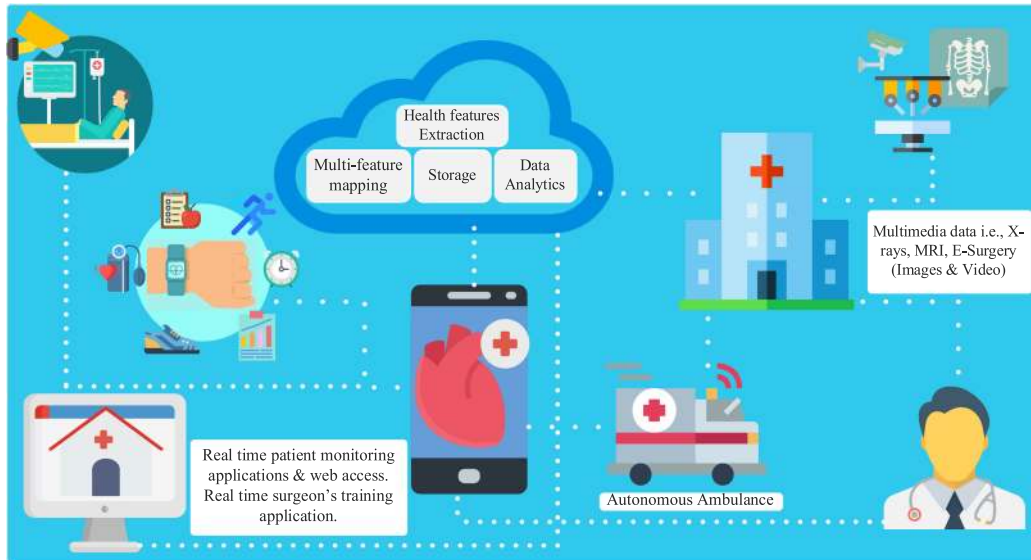 Health features
Extraction
Multi-feature
mapping
Storage
Data
Analytics
Multimedia data i.e., X-
rays, MRI, E-Surgery
(Images & Video)
Real time patient monitoring
applications & web access.
Real time surgeon's training
application.
Autonomous Ambulance